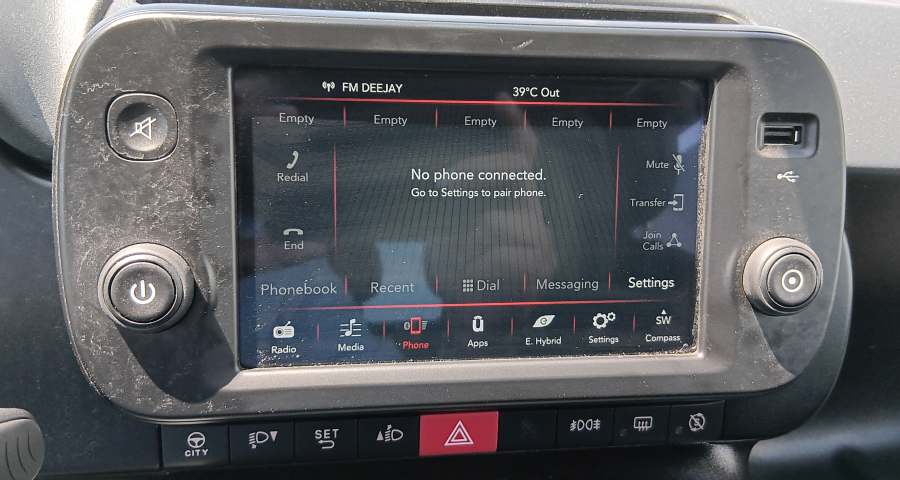 FM DEEJAY
39°C Out
Empty
Empty
Empty
Empty
Empty
Redial
No phone connected.
Go to Settings to pair phone.
Mute
Transfer
End
Join
Calls
Phonebook
Recent
Dial
Messaging
Settings
Radio
Media
Phone
Apps
E. Hybrid
Settings
SW
Compass
CITY
SET